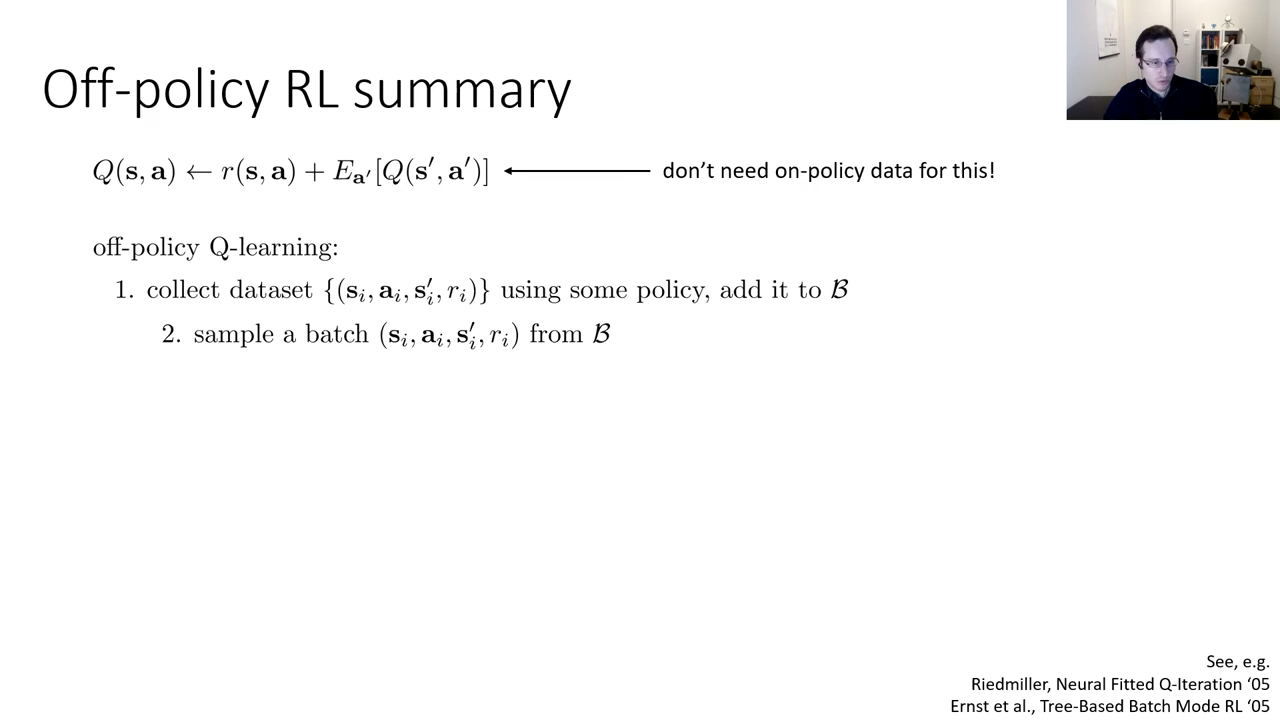 Off-policy RL summary
Q(s, a) ← r(s, a) + E_{a′}[Q(s′, a′)]
don't need on-policy data for this!
off-policy Q-learning:
1. collect dataset {(s_i, a_i, s′_i, r_i)} using some policy, add it to ℬ
2. sample a batch (s_i, a_i, s′_i, r_i) from ℬ
See, e.g.
Riedmiller, Neural Fitted Q-Iteration ‘05
Ernst et al., Tree-Based Batch Mode RL ‘05